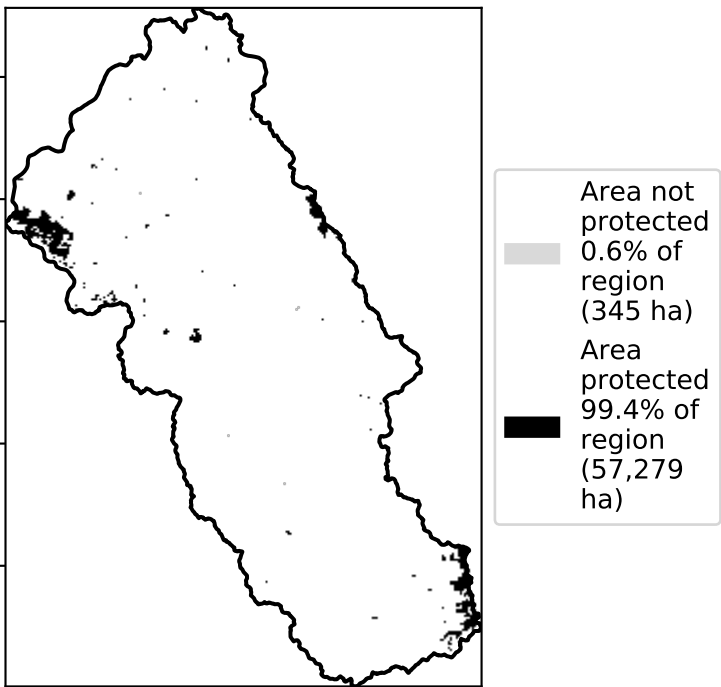 Area not
protected
0.6% of
region
(345 ha)
Area
protected
99.4% of
region
(57,279
ha)